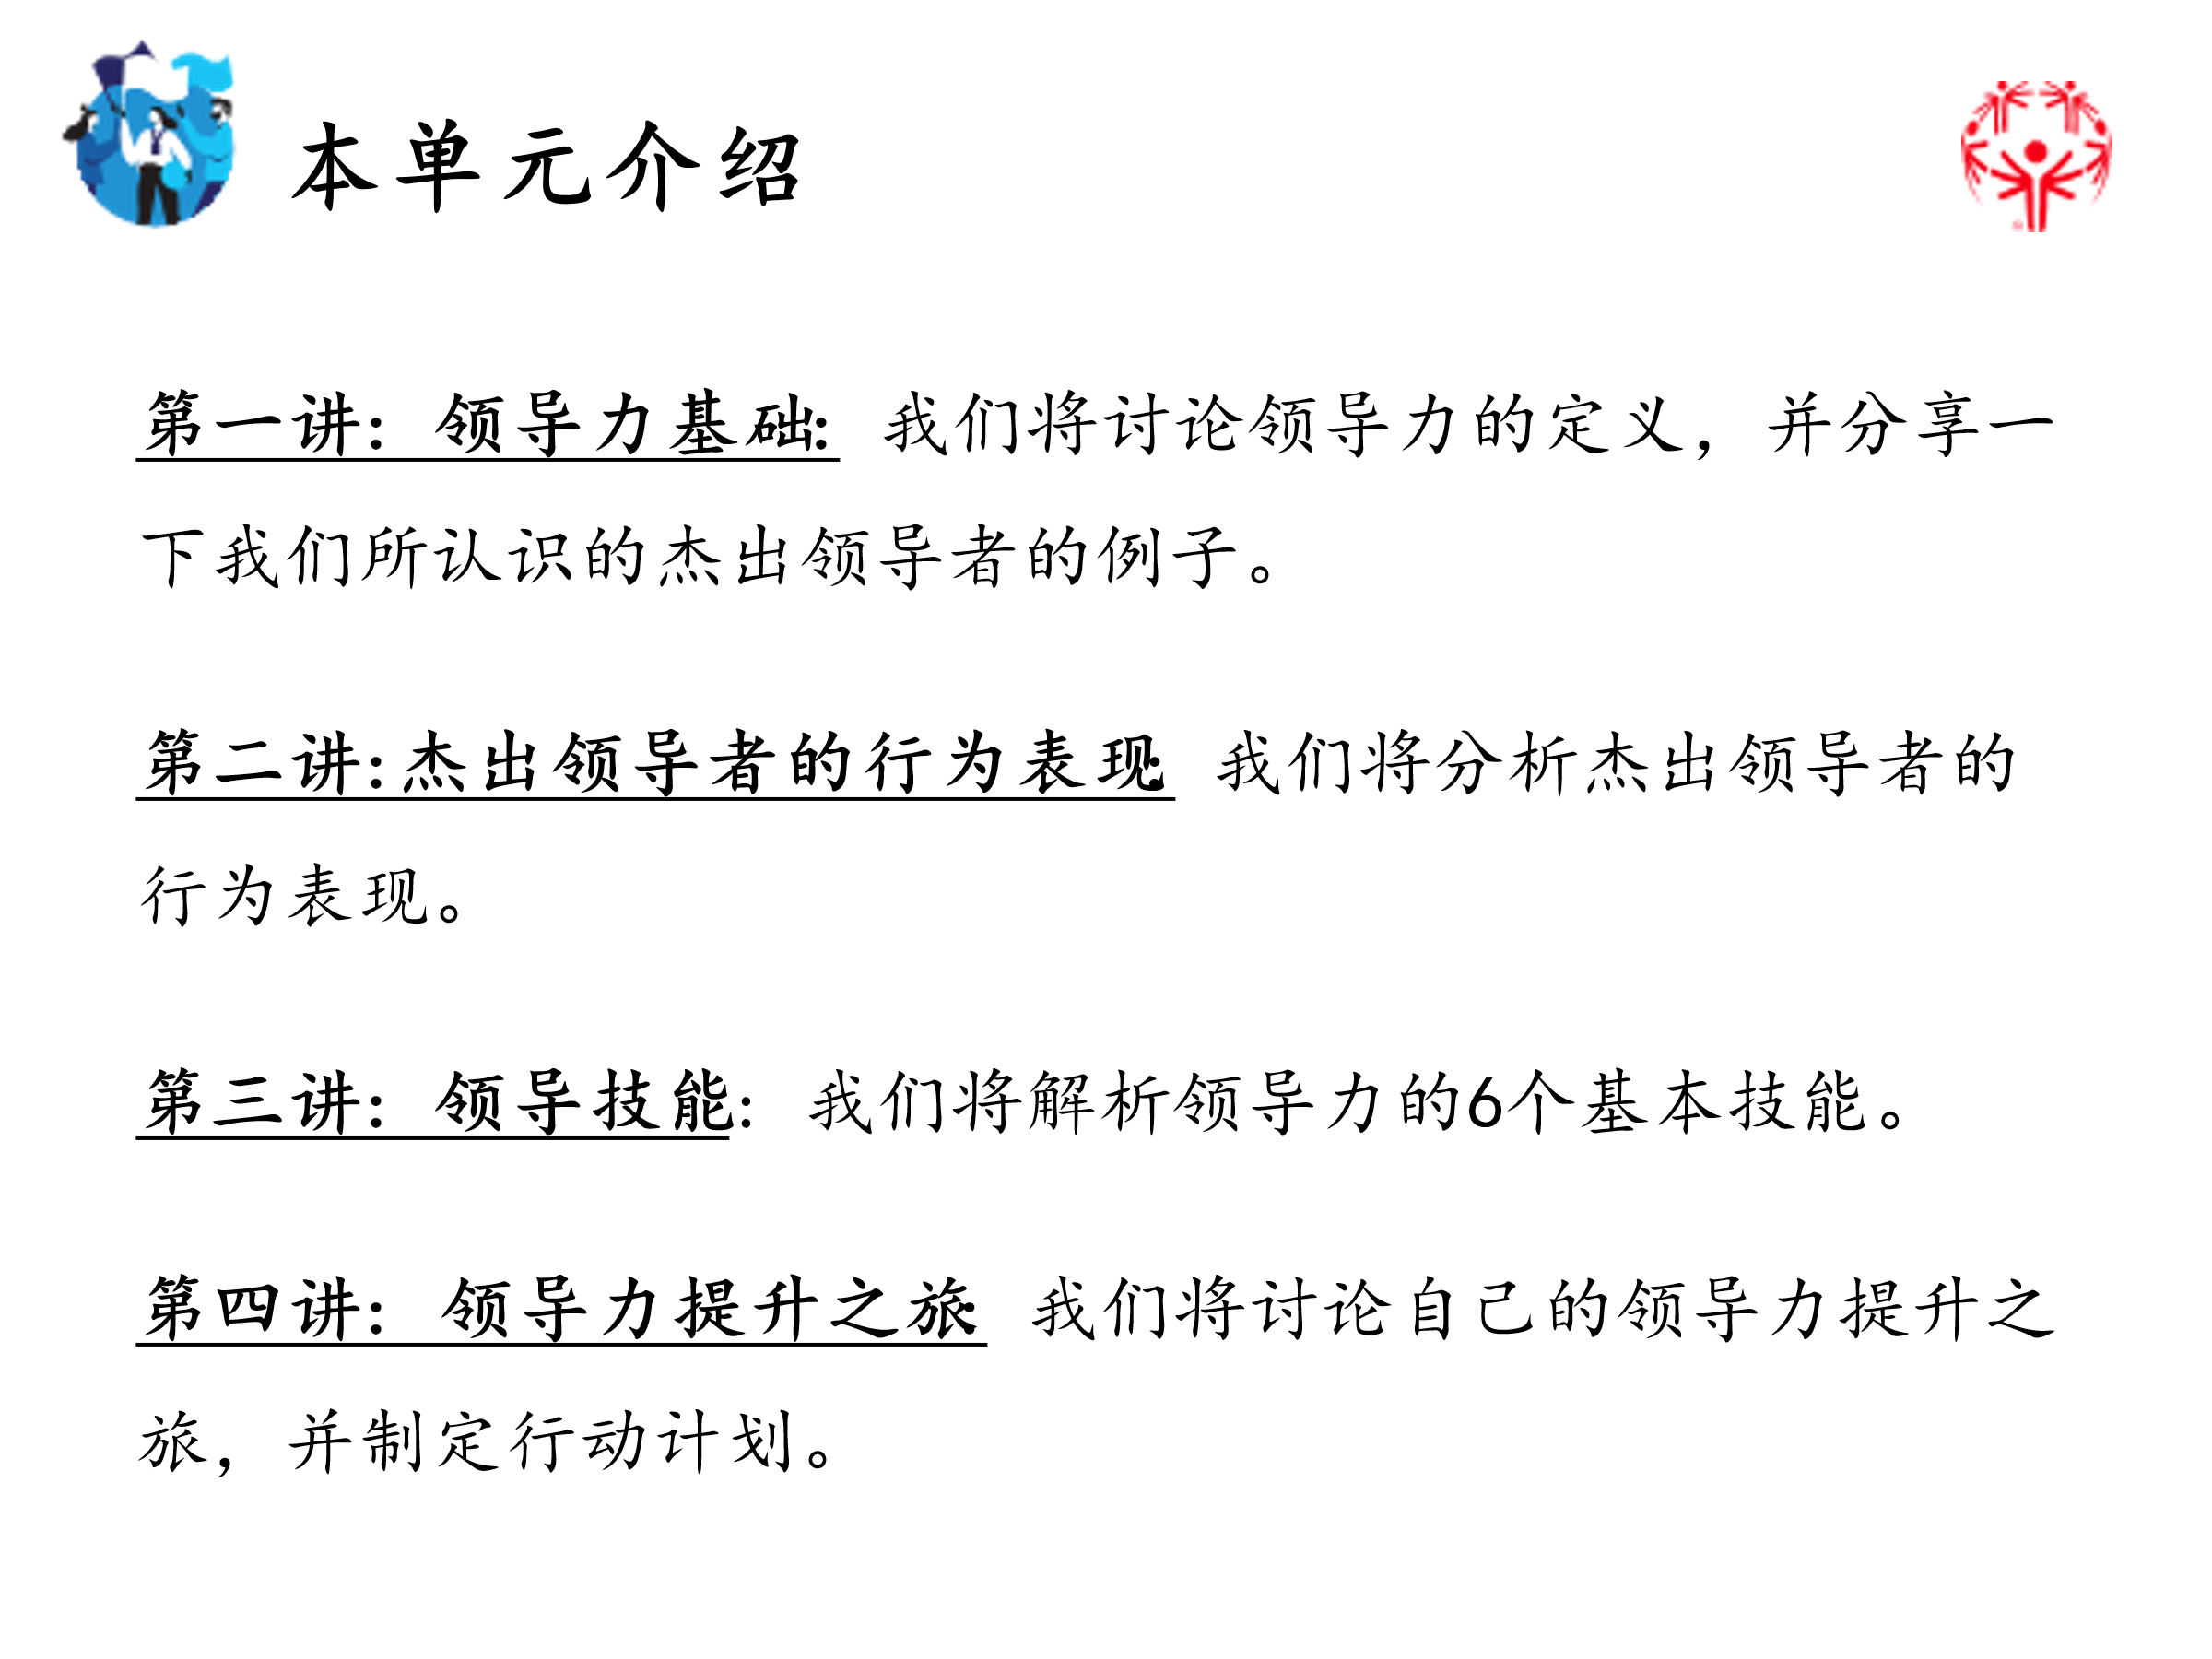 本单元介绍
第一讲：领导力基础：我们将讨论领导力的定义，并分享一
下我们所认识的杰出领导者的例子。
第二讲:杰出领导者的行为表现：我们将分析杰出领导者的
行为表现。
第三讲：领导技能：我们将解析领导力的6个基本技能。
第四讲：领导力提升之旅：我们将讨论自己的领导力提升之
旅，并制定行动计划。